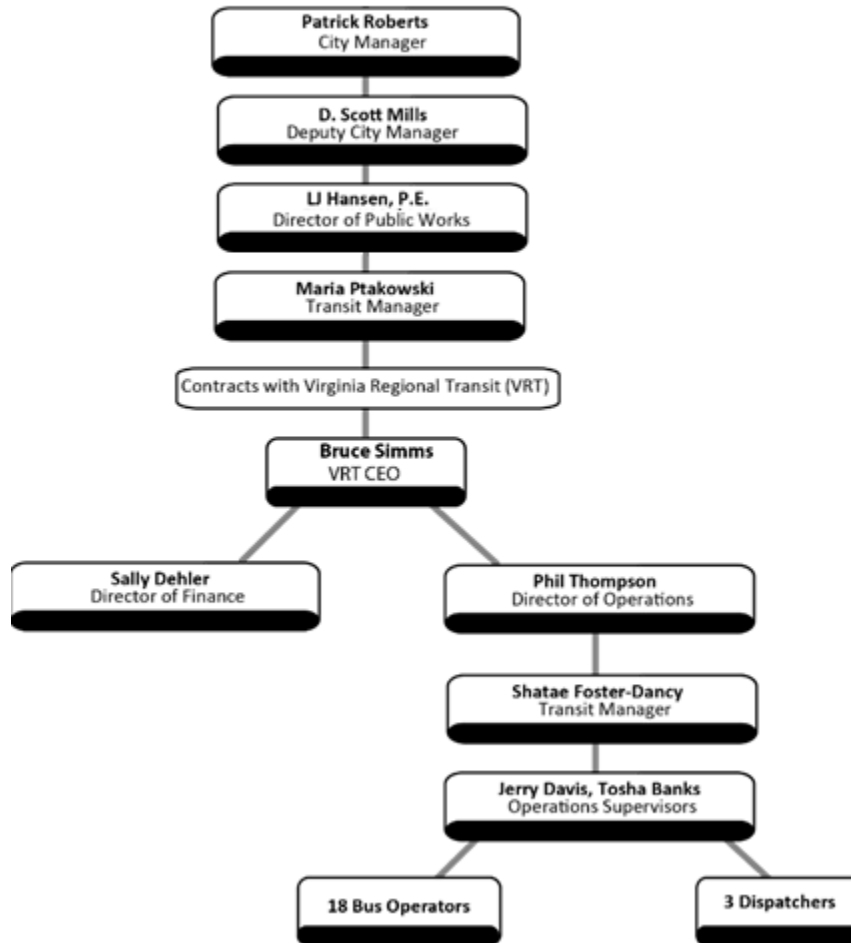 Patrick Roberts
City Manager
D. Scott Mills
Deputy City Manager
LJ Hansen, P.E.
Director of Public Works
Maria Ptakowski
Transit Manager
Contracts with Virginia Regional Transit (VRT)
Bruce Simms
VRT CEO
Sally Dehler
Director of Finance
Phil Thompson
Director of Operations
Shatae Foster-Dancy
Transit Manager
Jerry Davis, Tosha Banks
Operations Supervisors
18 Bus Operators
3 Dispatchers